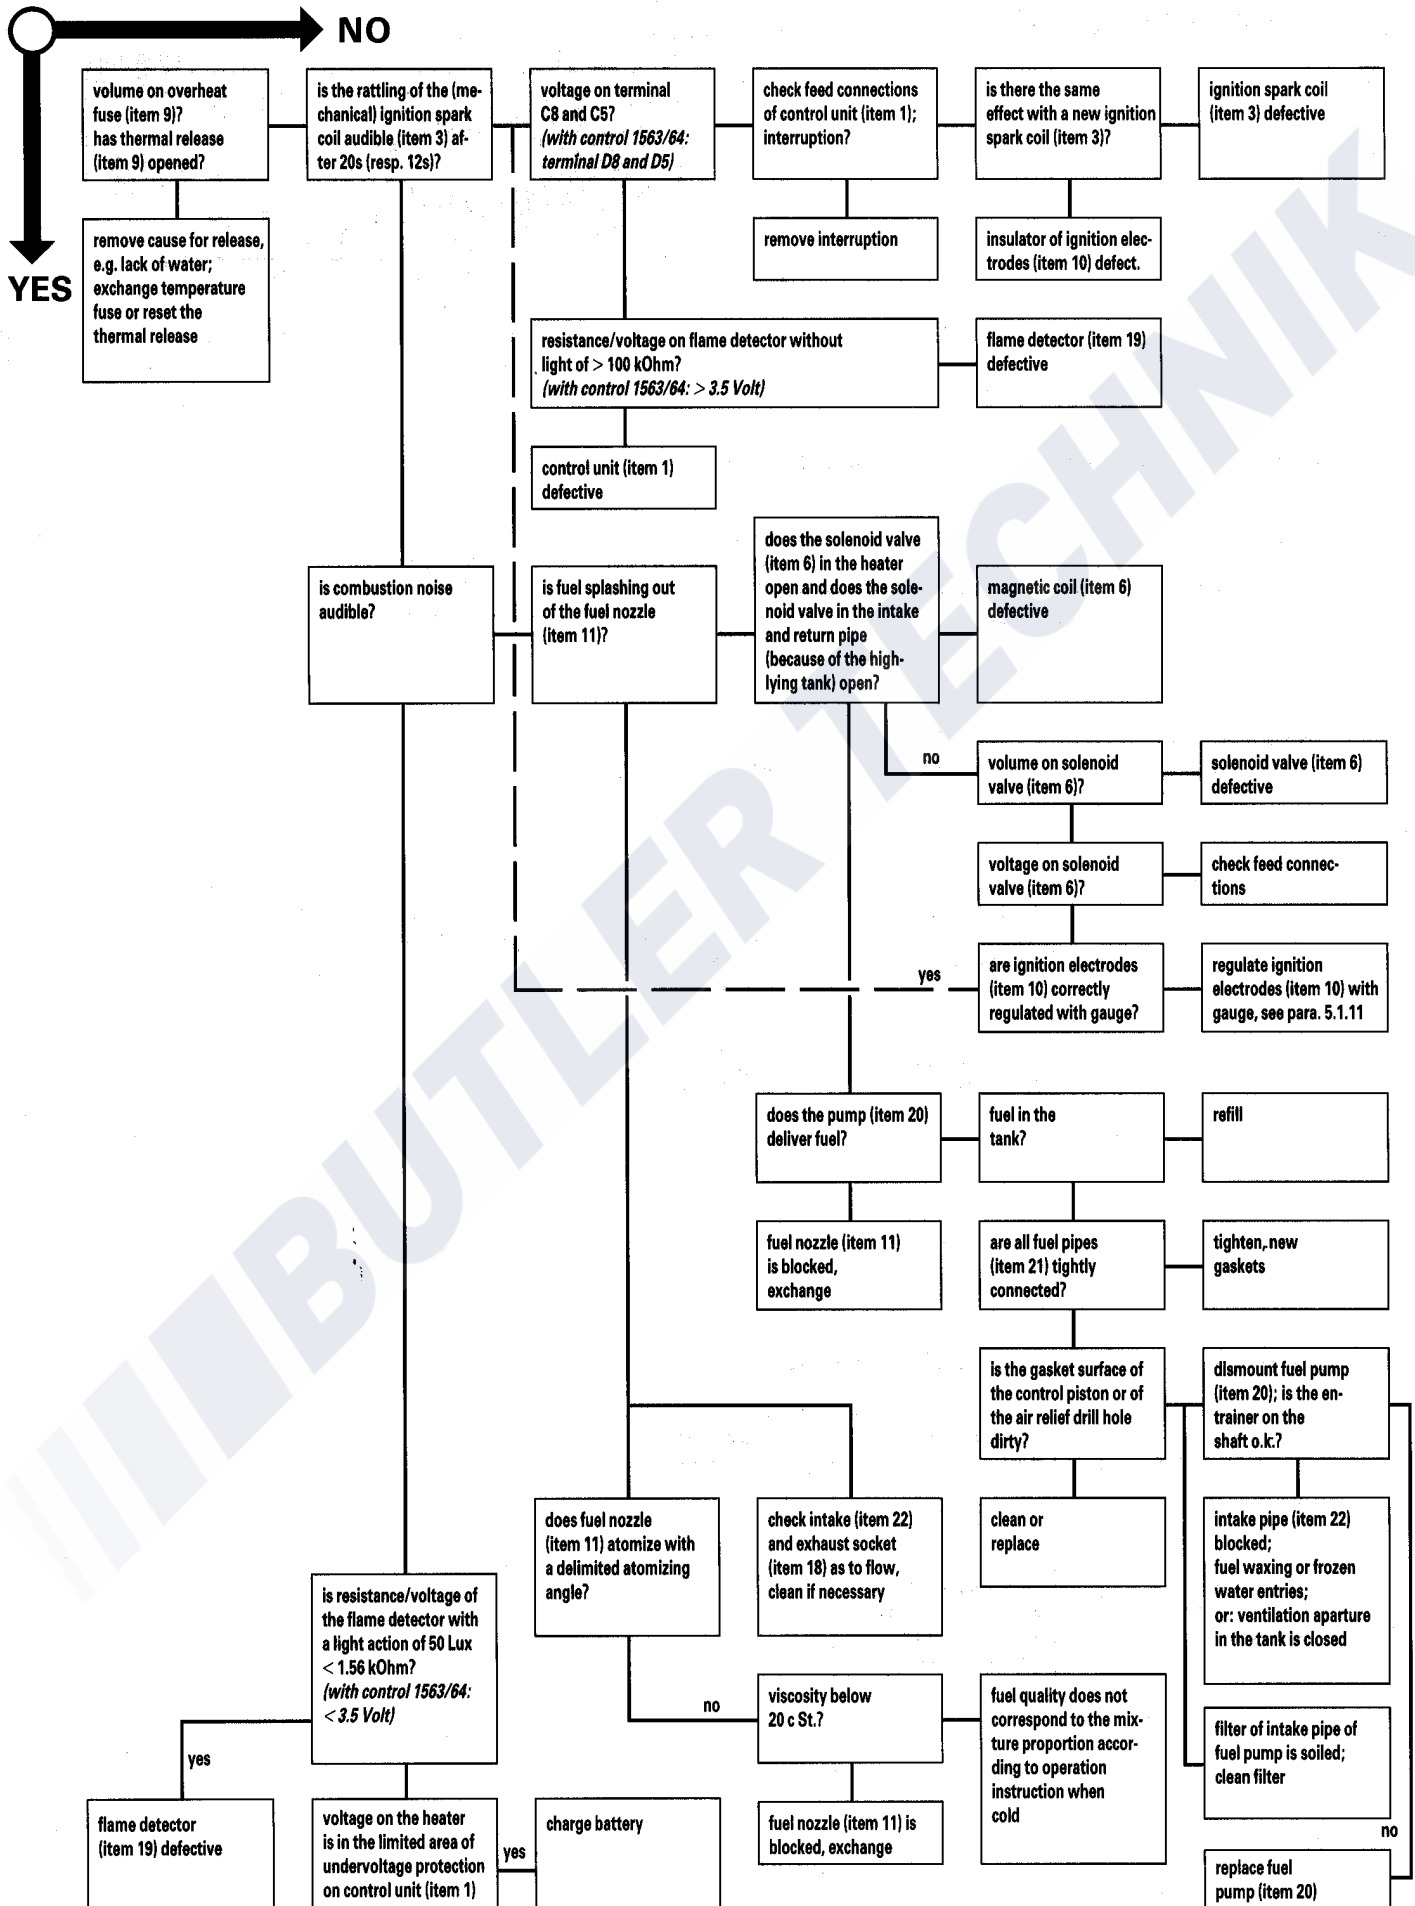 NO
YES
volume on overheat
fuse (item 9)?
has thermal release
(item 9) opened?
is the rattling of the (me-
chanical) ignition spark
coil audible (item 3) af-
ter 20s (resp. 12s)?
voltage on terminal
C8 and C5?
(with control 1563/64:
terminal D8 and D5)
check feed connections
of control unit (item 1);
interruption?
is there the same
effect with a new ignition
spark coil (item 3)?
ignition spark coil
(item 3) defective
remove cause for release,
e.g. lack of water;
exchange temperature
fuse or reset the
thermal release
remove interruption
insulator of ignition elec-
trodes (item 10) defect.
resistance/voltage on flame detector without
light of > 100 kOhm?
(with control 1563/64: > 3.5 Volt)
flame detector (item 19)
defective
control unit (item 1)
defective
is combustion noise
audible?
is fuel splashing out
of the fuel nozzle
(item 11)?
does the solenoid valve
(item 6) in the heater
open and does the sole-
noid valve in the intake
and return pipe
(because of the high-
lying tank) open?
magnetic coil (item 6)
defective
no
volume on solenoid
valve (item 6)?
solenoid valve (item 6)
defective
voltage on solenoid
valve (item 6)?
check feed connec-
tions
yes
are ignition electrodes
(item 10) correctly
regulated with gauge?
regulate ignition
electrodes (item 10) with
gauge, see para. 5.1.11
does the pump (item 20)
deliver fuel?
fuel in the
tank?
refill
fuel nozzle (item 11)
is blocked,
exchange
are all fuel pipes
(item 21) tightly
connected?
tighten, new
gaskets
is the gasket surface of
the control piston or of
the air relief drill hole
dirty?
dismount fuel pump
(item 20); is the en-
trainer on the
shaft o.k.?
does fuel nozzle
(item 11) atomize with
a delimited atomizing
angle?
check intake (item 22)
and exhaust socket
(item 18) as to flow,
clean if necessary
clean or
replace
intake pipe (item 22)
blocked;
fuel waxing or frozen
water entries;
or: ventilation aparture
in the tank is closed
is resistance/voltage of
the flame detector with
a light action of 50 Lux
< 1.56 kOhm?
(with control 1563/64:
< 3.5 Volt)
no
viscosity below
20 c St.?
fuel quality does not
correspond to the mix-
ture proportion accor-
ding to operation
instruction when
cold
filter of intake pipe of
fuel pump is soiled;
clean filter
yes
flame detector
(item 19) defective
voltage on the heater
is in the limited area of
undervoltage protection
on control unit (item 1)
yes
charge battery
fuel nozzle (item 11) is
blocked, exchange
no
replace fuel
pump (item 20)
BUTLER TECHNIK